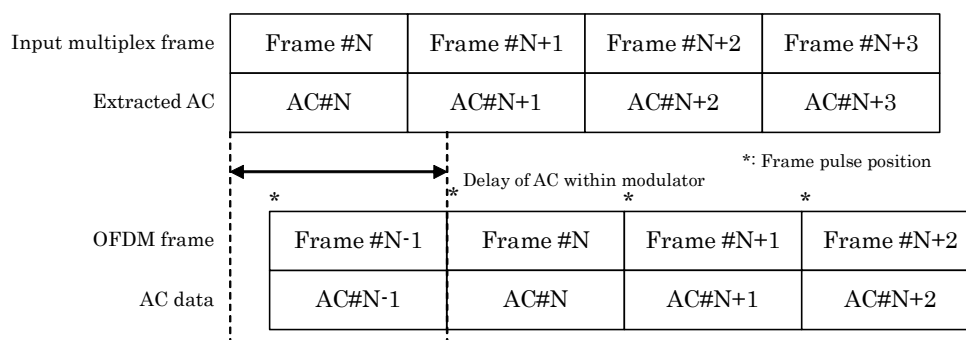 Input multiplex frame Frame #N Frame #N+1 Frame #N+2 Frame #N+3
Extracted AC AC#N AC#N+1 AC#N+2 AC#N+3
*: Frame pulse position
Delay of AC within modulator
* * * *
OFDM frame Frame #N-1 Frame #N Frame #N+1 Frame #N+2
AC data AC#N-1 AC#N AC#N+1 AC#N+2